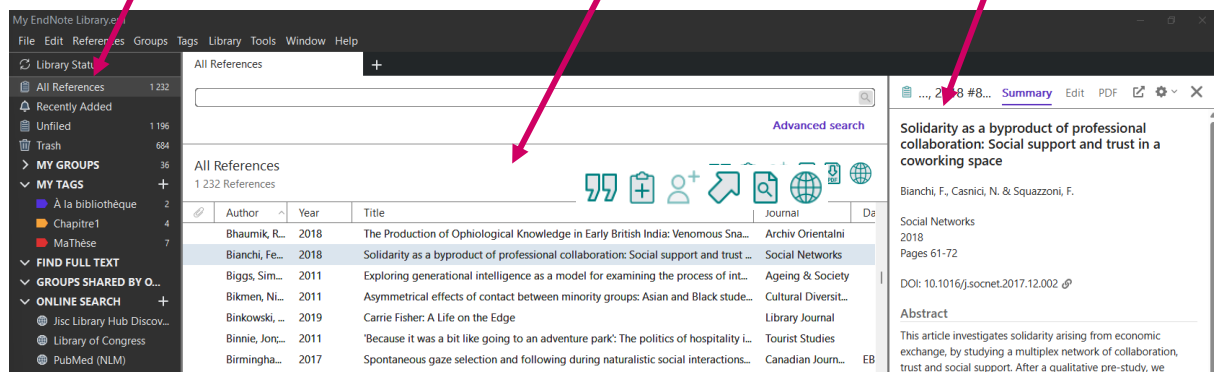 My EndNote Library.enl
File Edit References Groups Tags Library Tools Window Help
Library Status
All References 1 232
Recently Added
Unfiled 1 196
Trash 684
MY GROUPS 36
MY TAGS +
À la bibliothèque 2
Chapitre1 4
MaThèse 7
FIND FULL TEXT
GROUPS SHARED BY O...
ONLINE SEARCH +
Jisc Library Hub Discov...
Library of Congress
PubMed (NLM)
All References +
Advanced search
All References
1 232 References
Author Year Title Journal Da
Bhaumik, R... 2018 The Production of Ophiological Knowledge in Early British India: Venomous Sna... Archiv Orientalni
Bianchi, Fe... 2018 Solidarity as a byproduct of professional collaboration: Social support and trust ... Social Networks
Biggs, Sim... 2011 Exploring generational intelligence as a model for examining the process of int... Ageing & Society
Bikmen, Ni... 2011 Asymmetrical effects of contact between minority groups: Asian and Black stude... Cultural Diversit...
Binkowski, ... 2019 Carrie Fisher: A Life on the Edge Library Journal
Binnie, Jon;... 2011 'Because it was a bit like going to an adventure park': The politics of hospitality i... Tourist Studies
Birmingha... 2017 Spontaneous gaze selection and following during naturalistic social interactions... Canadian Journ... EB
..., 2018 #8... Summary Edit PDF
Solidarity as a byproduct of professional
collaboration: Social support and trust in a
coworking space
Bianchi, F., Casnici, N. & Squazzoni, F.
Social Networks
2018
Pages 61-72
DOI: 10.1016/j.socnet.2017.12.002
Abstract
This article investigates solidarity arising from economic
exchange, by studying a multiplex network of collaboration,
trust and social support. After a qualitative pre-study, we